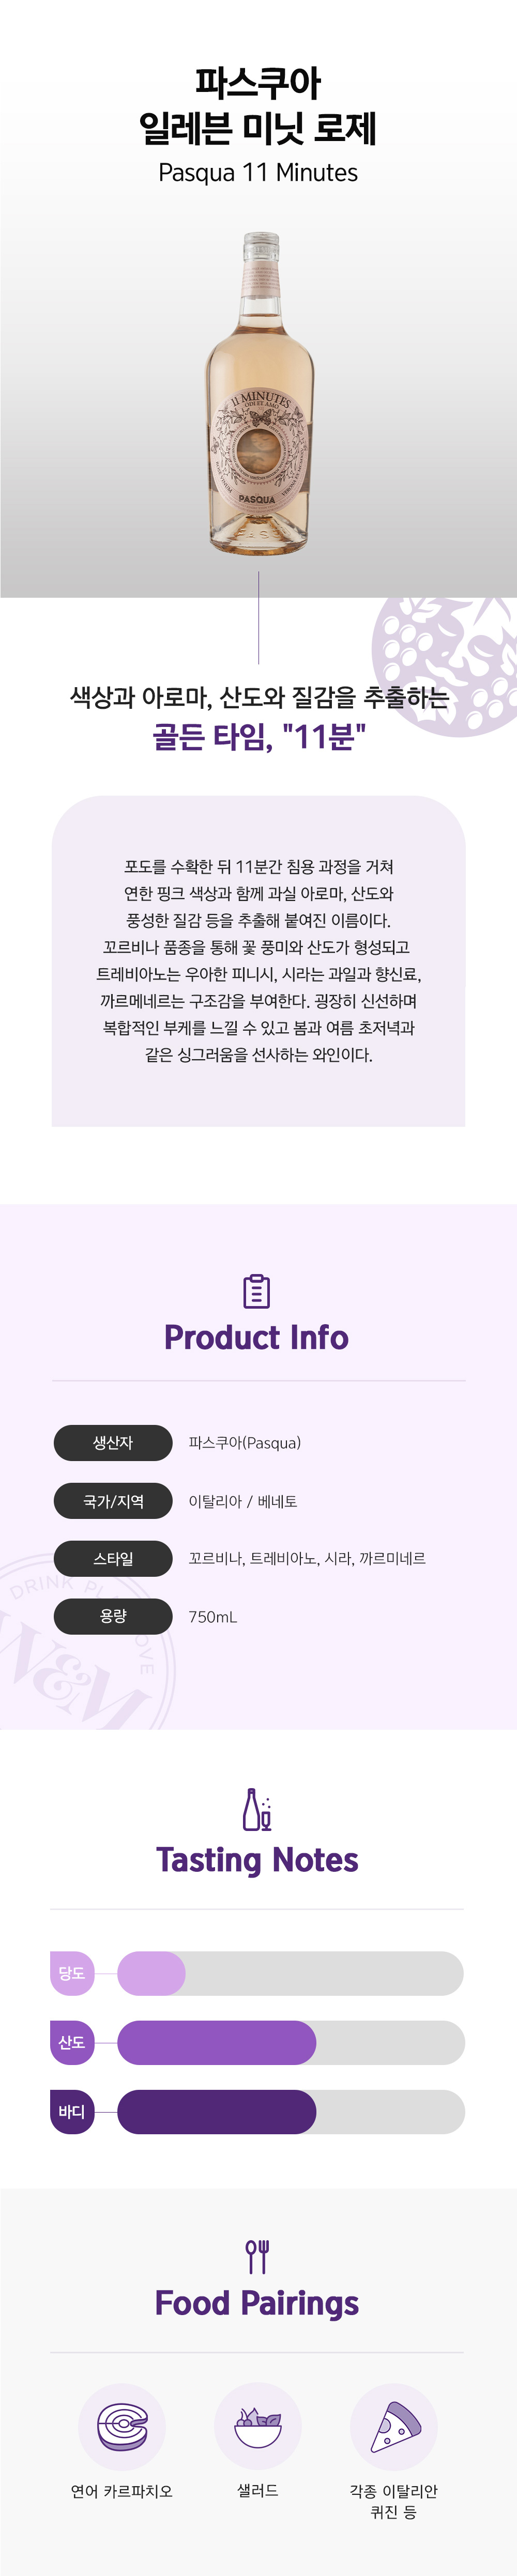 파스쿠아
일레븐 미닛 로제
Pasqua 11 Minutes
11 MINUTES
ODI ET AMO
PASQUA
색상과 아로마, 산도와 질감을 추출하는
골든 타임, "11분"
포도를 수확한 뒤 11분간 침용 과정을 거쳐
연한 핑크 색상과 함께 과실 아로마, 산도와
풍성한 질감 등을 추출해 붙여진 이름이다.
꼬르비나 품종을 통해 꽃 풍미와 산도가 형성되고
트레비아노는 우아한 피니시, 시라는 과일과 향신료,
까르메네르는 구조감을 부여한다. 굉장히 신선하며
복합적인 부케를 느낄 수 있고 봄과 여름 초저녁과
같은 싱그러움을 선사하는 와인이다.
Product Info
생산자 파스쿠아(Pasqua)
국가/지역 이탈리아 / 베네토
스타일 꼬르비나, 트레비아노, 시라, 까르미네르
용량 750mL
DRINK
W&M
Tasting Notes
당도
산도
바디
Food Pairings
연어 카르파치오
샐러드
각종 이탈리안
퀴진 등